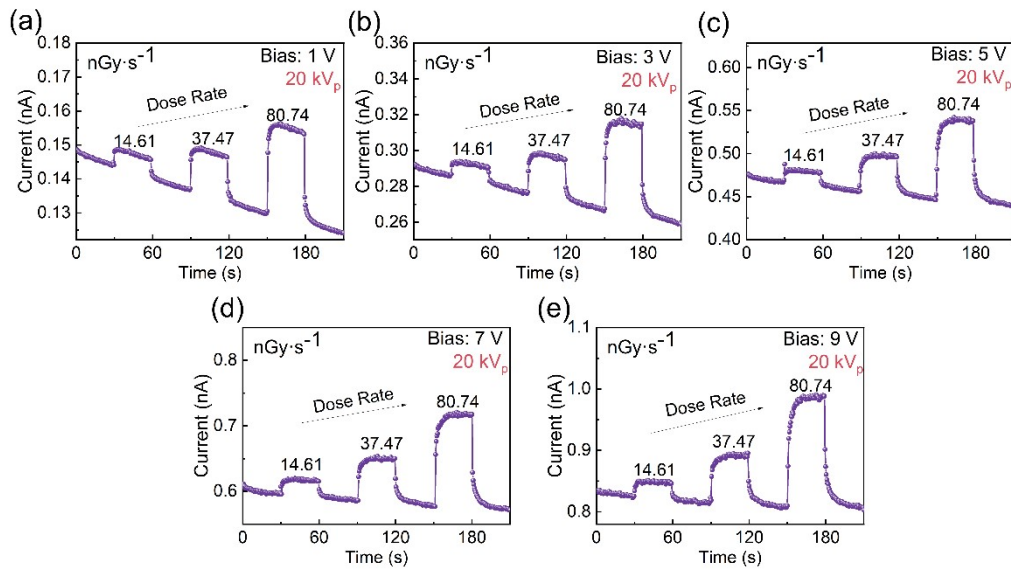 (a)
nGy·s⁻¹
Bias: 1 V
20 kVp
Dose Rate
14.61
37.47
80.74
0.18
0.17
0.16
0.15
0.14
0.13
Current (nA)
0
60
120
180
Time (s)
(b)
nGy·s⁻¹
Bias: 3 V
20 kVp
Dose Rate
14.61
37.47
80.74
0.36
0.34
0.32
0.30
0.28
0.26
0.24
Current (nA)
0
60
120
180
Time (s)
(c)
nGy·s⁻¹
Bias: 5 V
20 kVp
Dose Rate
14.61
37.47
80.74
0.60
0.55
0.50
0.45
0.40
Current (nA)
0
60
120
180
Time (s)
(d)
nGy·s⁻¹
Bias: 7 V
20 kVp
Dose Rate
14.61
37.47
80.74
0.8
0.7
0.6
Current (nA)
0
60
120
180
Time (s)
(e)
nGy·s⁻¹
Bias: 9 V
20 kVp
Dose Rate
14.61
37.47
80.74
1.1
1.0
0.9
0.8
Current (nA)
0
60
120
180
Time (s)